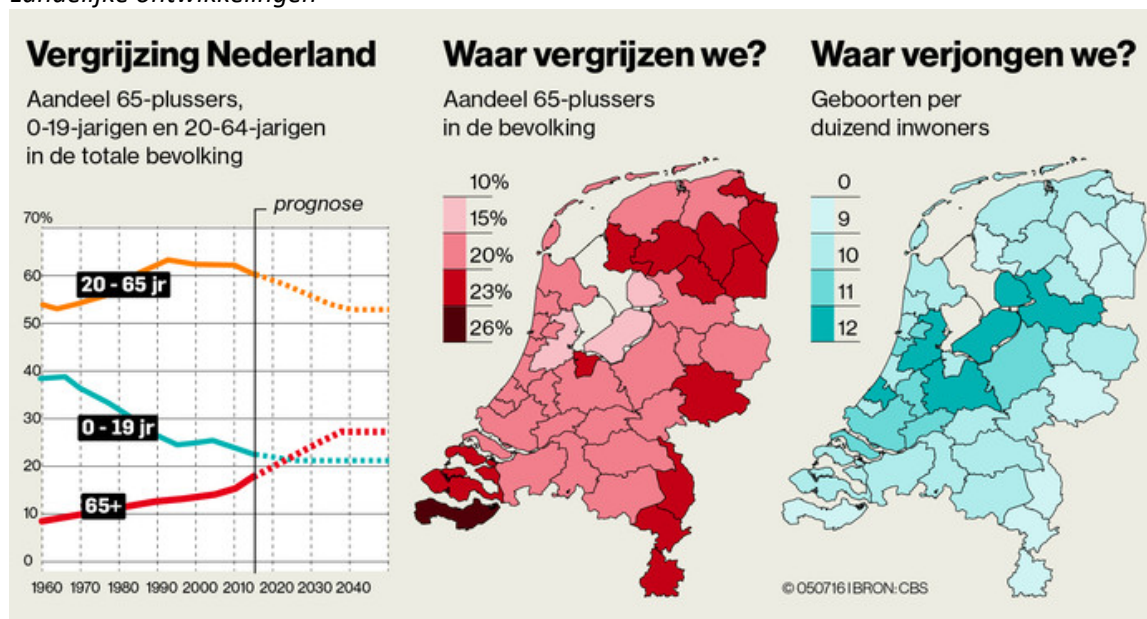 Landelijke ontwikkelingen
Vergrijzing Nederland
Aandeel 65-plussers,
0-19-jarigen en 20-64-jarigen
in de totale bevolking
prognose
70%
60
50
40
30
20
10
0
20 - 65 jr
0 - 19 jr
65+
1960 1970 1980 1990 2000 2010 2020 2030 2040
Waar vergrijzen we?
Aandeel 65-plussers
in de bevolking
10%
15%
20%
23%
26%
Waar verjongen we?
Geboorten per
duizend inwoners
0
9
10
11
12
© 050716 I BRON: CBS